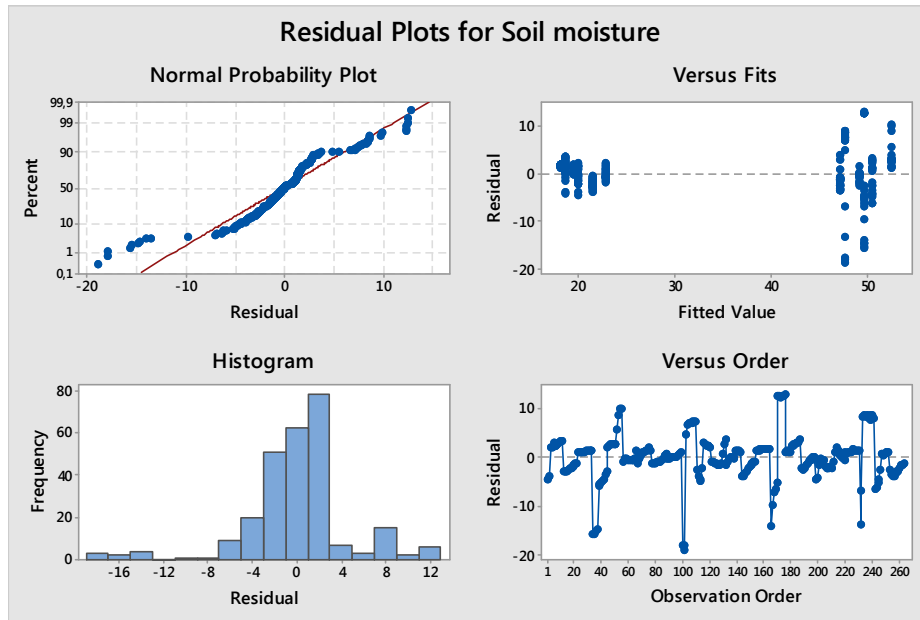 Residual Plots for Soil moisture
Normal Probability Plot
Versus Fits
99,9
99
90
50
10
1
0,1
Percent
-20 -10 0 10
Residual
10
0
-10
-20
Residual
20 30 40 50
Fitted Value
Histogram
Versus Order
80
60
40
20
0
Frequency
-16 -12 -8 -4 0 4 8 12
Residual
10
0
-10
-20
Residual
1 20 40 60 80 100 120 140 160 180 200 220 240 260
Observation Order